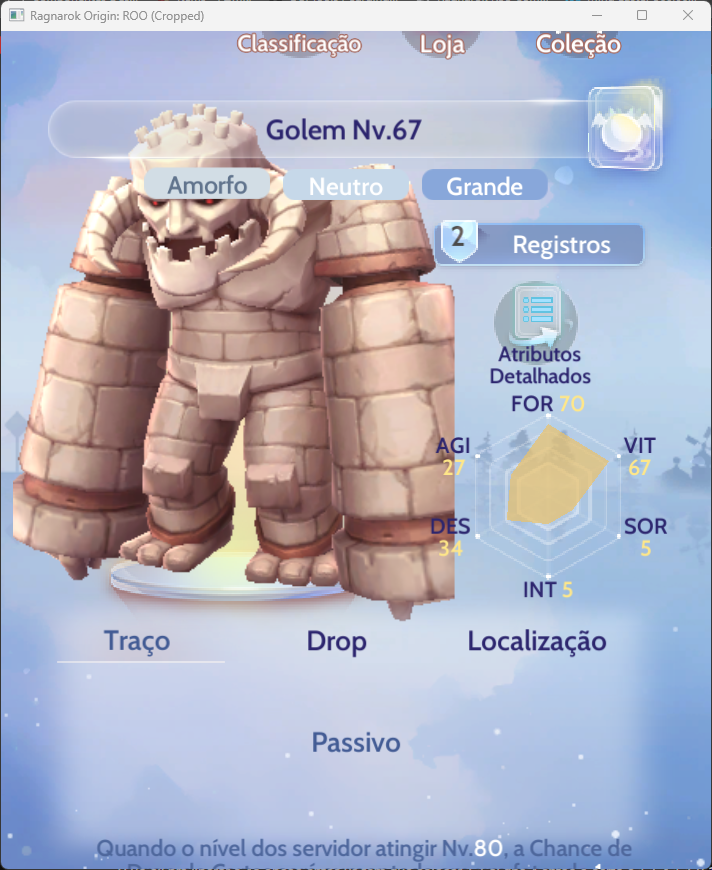 Ragnarok Origin: ROO (Cropped)
Classificação Loja Coleção
Golem Nv.67
Amorfo Neutro Grande
2 Registros
Atributos
Detalhados
FOR 70
AGI VIT
27 67
DES SOR
34 5
INT 5
Traço Drop Localização
Passivo
Quando o nível dos servidor atingir Nv.80, a Chance de